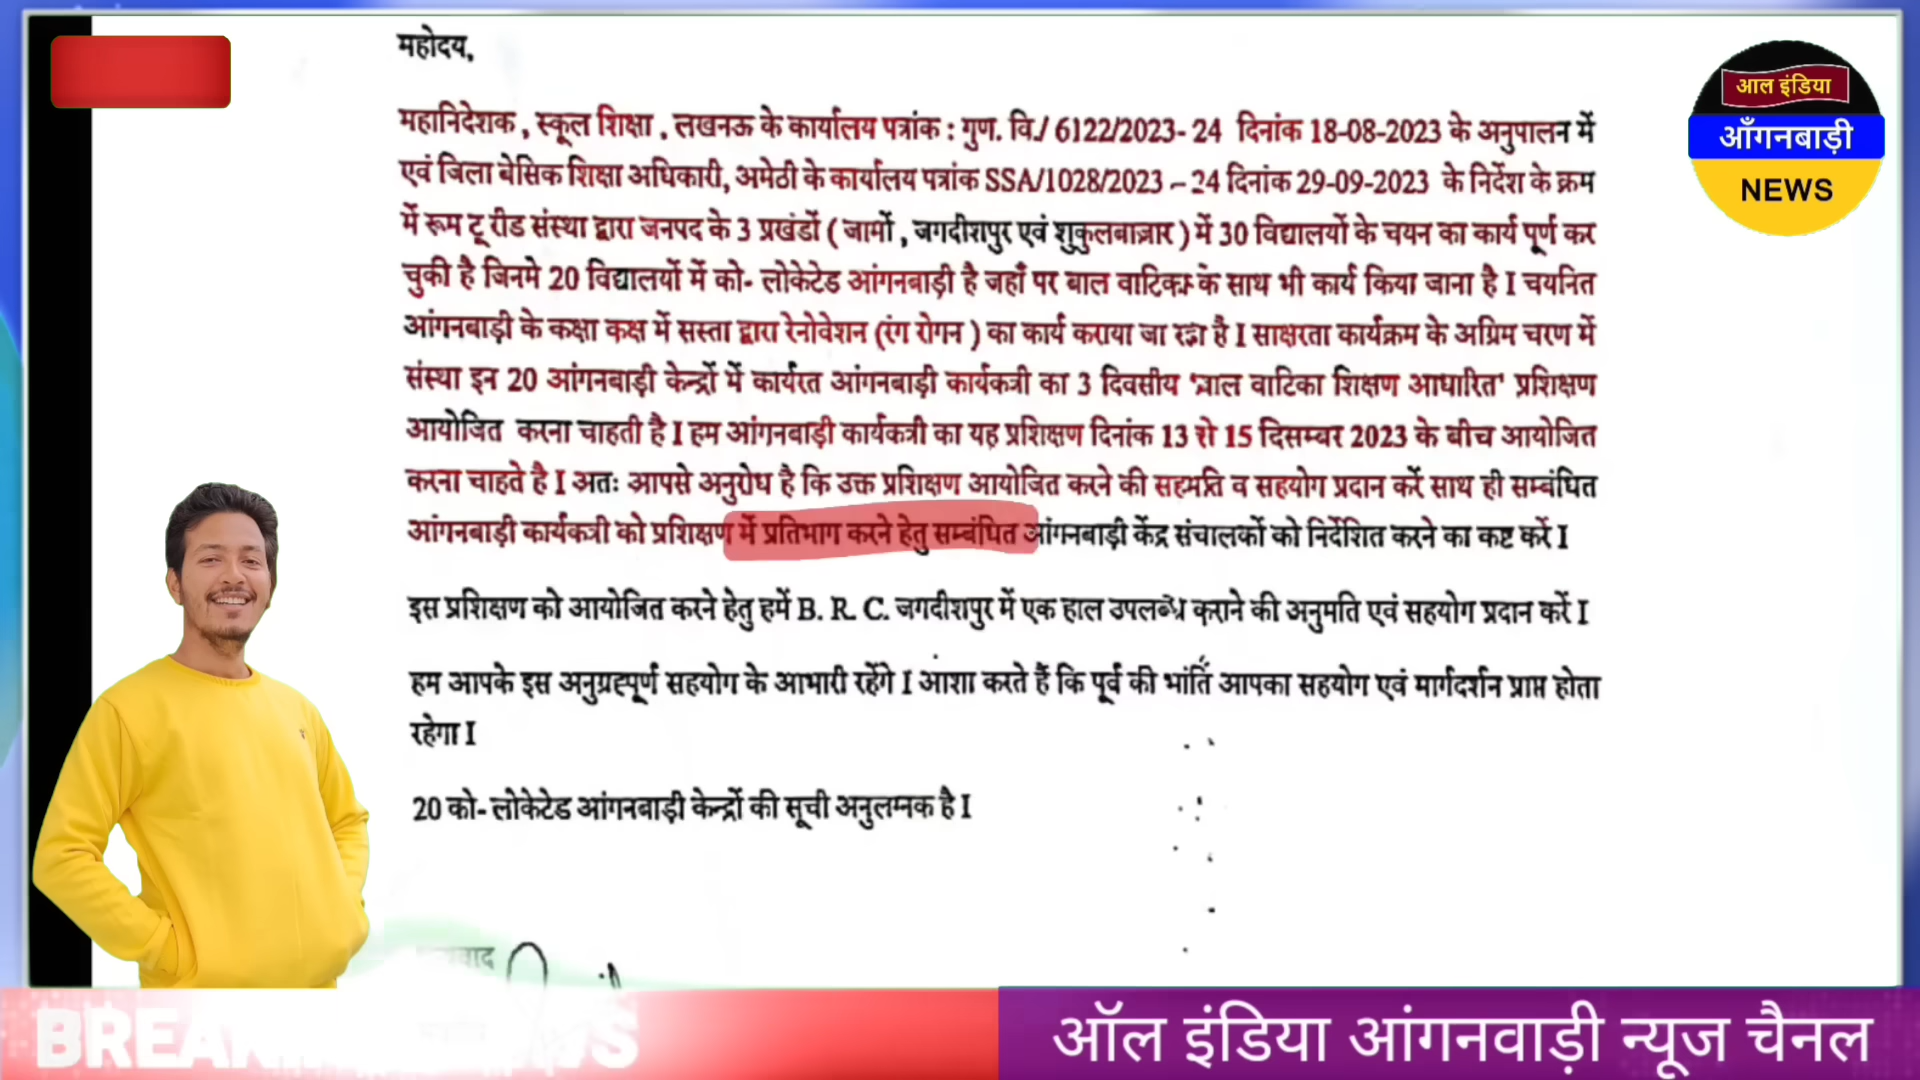 महोदय,
आल इंडिया
आँगनबाड़ी
NEWS
महानिदेशक , स्कूल शिक्षा , लखनऊ के कार्यालय पत्रांक : गुण. वि./ 6122/2023- 24 दिनांक 18-08-2023 के अनुपालन में
एवं जिला बेसिक शिक्षा अधिकारी, अमेठी के कार्यालय पत्रांक SSA/1028/2023 – 24 दिनांक 29-09-2023 के निर्देश के क्रम
में रूम टू रीड संस्था द्वारा जनपद के 3 प्रखंडों ( जामों , जगदीशपुर एवं शुकुलबाज़ार ) में 30 विद्यालयों के चयन का कार्य पूर्ण कर
चुकी है जिनमे 20 विद्यालयों में को- लोकेटेड आंगनबाड़ी है जहाँ पर बाल वाटिका के साथ भी कार्य किया जाना है I चयनित
आंगनबाड़ी के कक्षा कक्ष में सस्ता द्वारा रेनोवेशन (रंग रोगन ) का कार्य कराया जा रहा है I साक्षरता कार्यक्रम के अग्रिम चरण में
संस्था इन 20 आंगनबाड़ी केन्द्रों में कार्यरत आंगनबाड़ी कार्यकत्री का 3 दिवसीय 'बाल वाटिका शिक्षण आधारित' प्रशिक्षण
आयोजित करना चाहती है I हम आंगनबाड़ी कार्यकत्री का यह प्रशिक्षण दिनांक 13 से 15 दिसम्बर 2023 के बीच आयोजित
करना चाहते है I अतः आपसे अनुरोध है कि उक्त प्रशिक्षण आयोजित करने की सहमति व सहयोग प्रदान करें साथ ही सम्बंधित
आंगनबाड़ी कार्यकत्री को प्रशिक्षण में प्रतिभाग करने हेतु सम्बंधित आंगनबाड़ी केंद्र संचालकों को निर्देशित करने का कष्ट करें I
इस प्रशिक्षण को आयोजित करने हेतु हमें B. R. C. जगदीशपुर में एक हाल उपलब्ध कराने की अनुमति एवं सहयोग प्रदान करें I
हम आपके इस अनुग्रहपूर्ण सहयोग के आभारी रहेंगे I आशा करते हैं कि पूर्व की भांति आपका सहयोग एवं मार्गदर्शन प्राप्त होता
रहेगा I
20 को- लोकेटेड आंगनबाड़ी केन्द्रों की सूची अनुलग्नक है I
ऑल इंडिया आंगनवाड़ी न्यूज चैनल